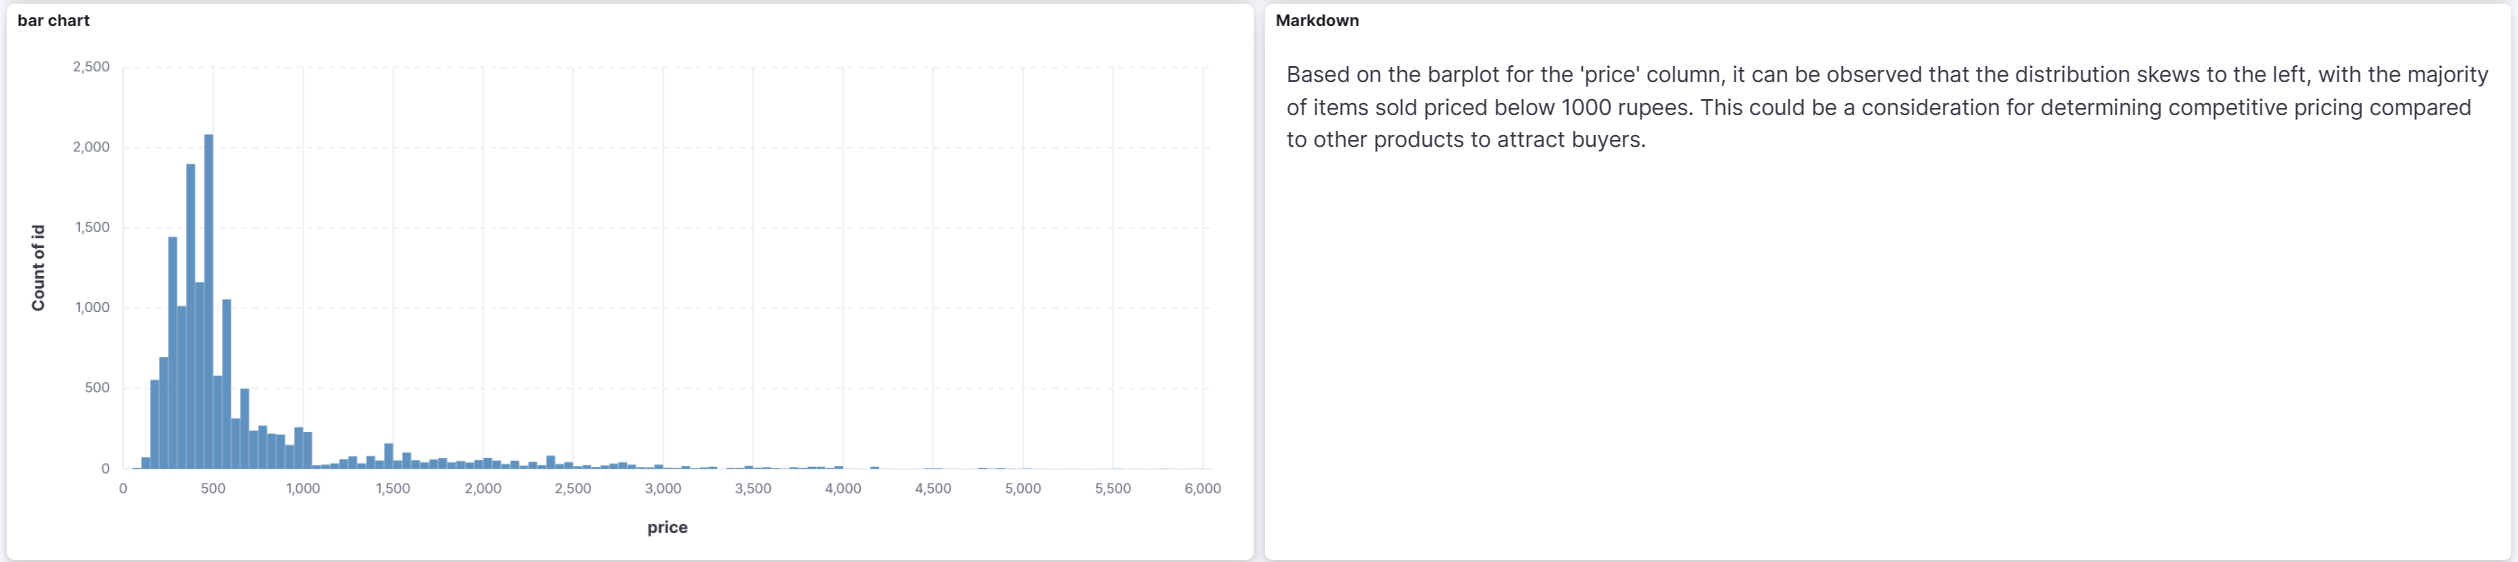 bar chart
2,500
2,000
1,500
1,000
500
0
Count of id
0 500 1,000 1,500 2,000 2,500 3,000 3,500 4,000 4,500 5,000 5,500 6,000
price
Markdown
Based on the barplot for the 'price' column, it can be observed that the distribution skews to the left, with the majority
of items sold priced below 1000 rupees. This could be a consideration for determining competitive pricing compared
to other products to attract buyers.